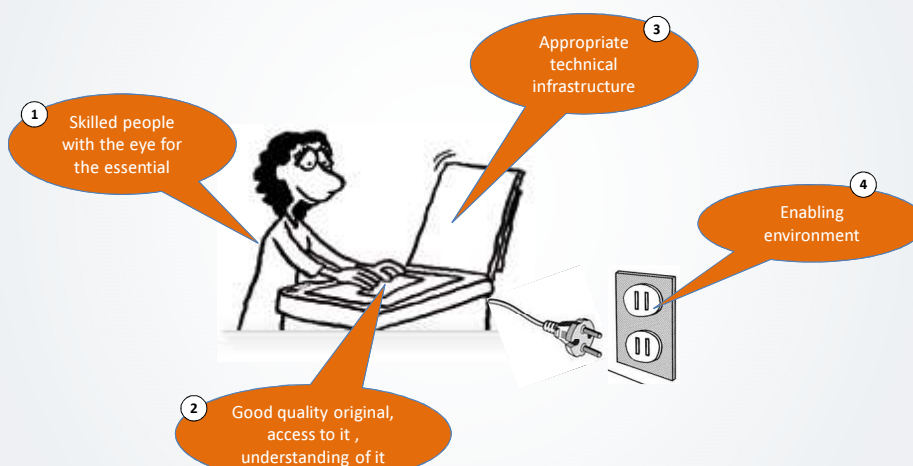 1
Skilled people
with the eye for
the essential
2
Good quality original,
access to it ,
understanding of it
3
Appropriate
technical
infrastructure
4
Enabling
environment